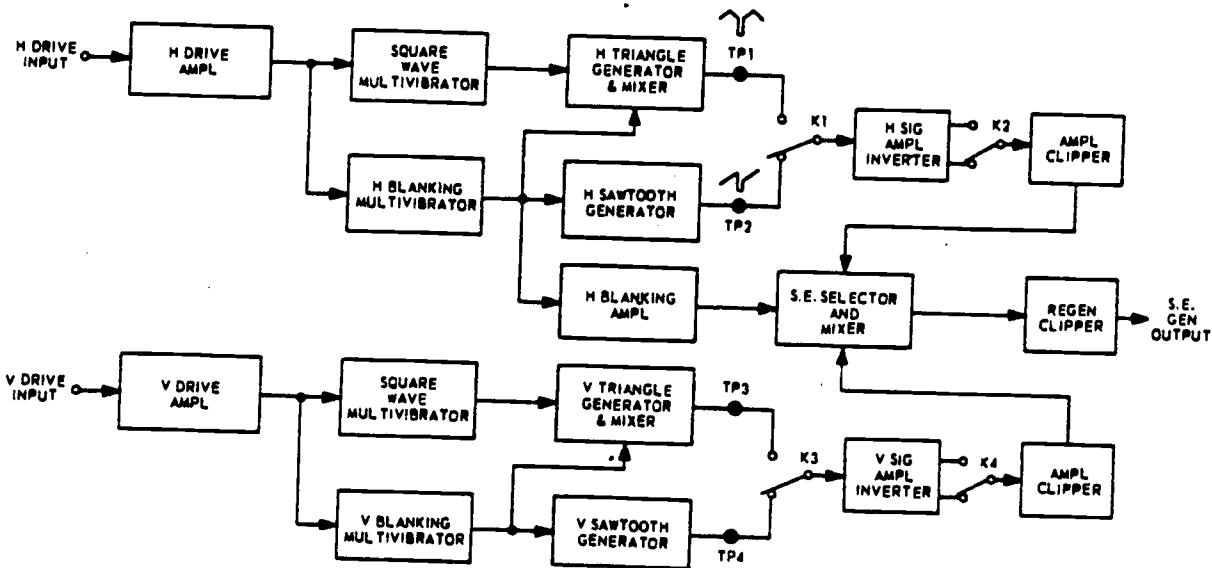 H DRIVE
INPUT
H DRIVE
AMPL
SQUARE
WAVE
MULTIVIBRATOR
H TRIANGLE
GENERATOR
& MIXER
TP1
K1
H SIG
AMPL
INVERTER
K2
AMPL
CLIPPER
H BLANKING
MULTIVIBRATOR
H SAWTOOTH
GENERATOR
TP2
H BLANKING
AMPL
S.E. SELECTOR
AND
MIXER
REGEN
CLIPPER
S.E.
GEN
OUTPUT
V DRIVE
INPUT
V DRIVE
AMPL
SQUARE
WAVE
MULTIVIBRATOR
V TRIANGLE
GENERATOR
& MIXER
TP3
K3
V SIG
AMPL
INVERTER
K4
AMPL
CLIPPER
V BLANKING
MULTIVIBRATOR
V SAWTOOTH
GENERATOR
TP4